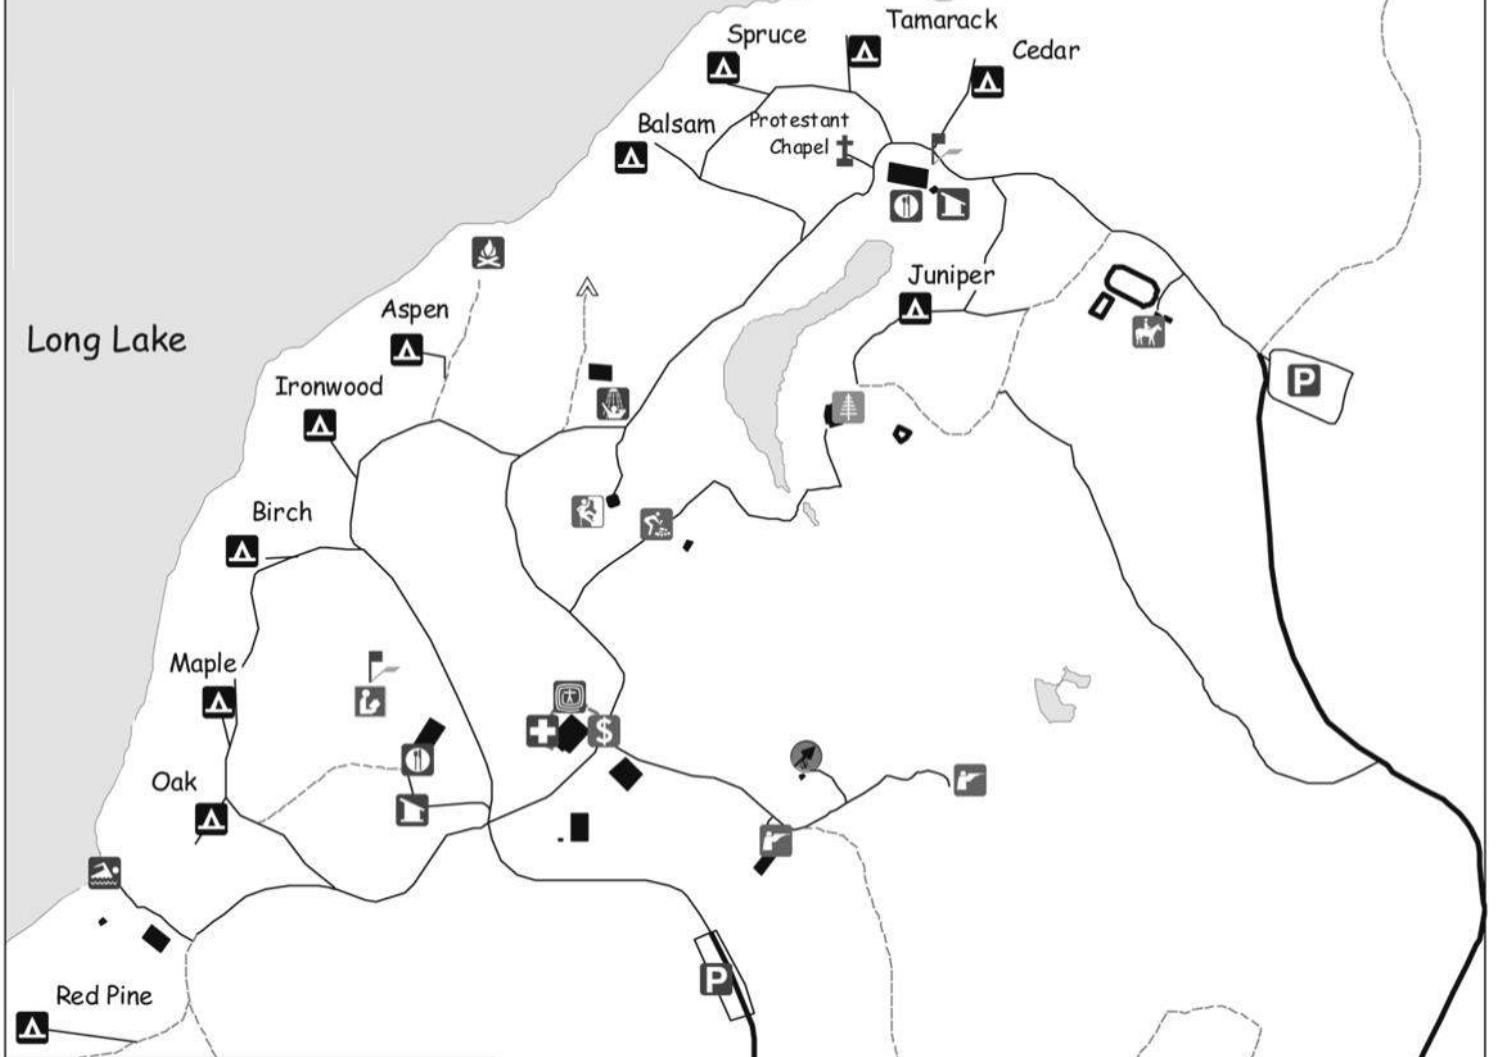 Tamarack
Spruce
Cedar
Balsam
Protestant
Chapel
Juniper
Aspen
Long Lake
Ironwood
P
Birch
Maple
$
Oak
P
Red Pine